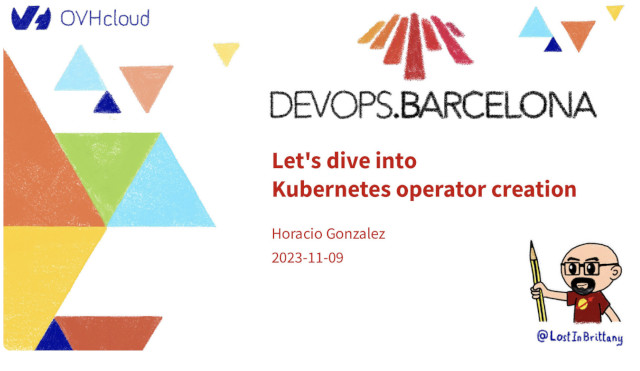 OVHcloud
DEVOPS.BARCELONA
Let's dive into
Kubernetes operator creation
Horacio Gonzalez
2023-11-09
@LostInBrittany